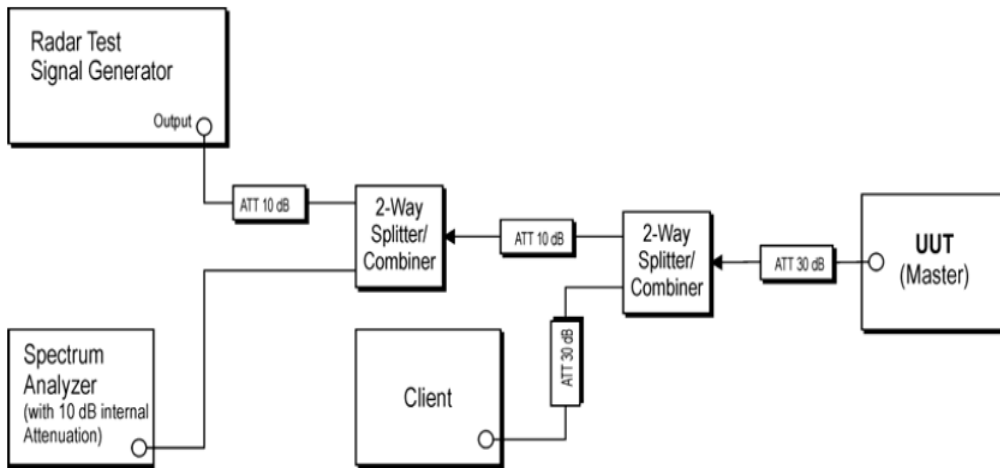 Radar Test
Signal Generator
Output
ATT 10 dB
2-Way
Splitter/
Combiner
ATT 10 dB
2-Way
Splitter/
Combiner
ATT 30 dB
UUT
(Master)
Spectrum
Analyzer
(with 10 dB internal
Attenuation)
Client
ATT 30 dB